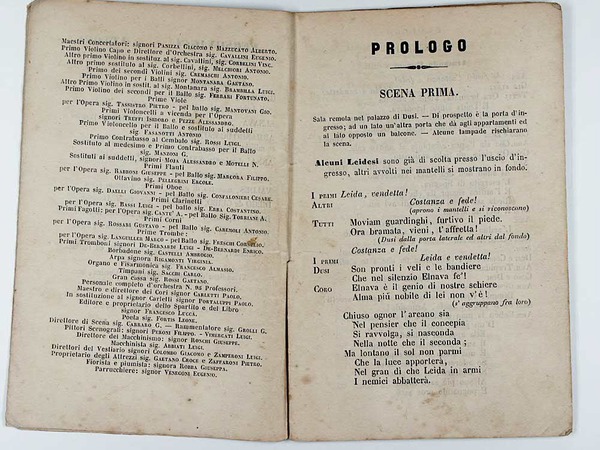 Maestri Concertatori: signori Panizza Giacomo e Mazzucato Alberto.
Primo Violino Capo e Direttore d'Orchestra sig. Cavallini Eugenio.
Altro primo Violino in sostituz. al sig. Cavallini, sig. Corbellini Vinc.
Altro primo sostituto al sig. Corbellini, sig. Melchiori Antonio.
Primo dei secondi Violini sig. Cremaschi Antonio.
Primo Violino per i Balli signor Montanara Gaetano.
Altro Primo Violino in sostit. al sig. Montanara sig. Brambilla Luigi.
Primo Violino dei secondi per il Ballo sig. Ferrari Fortunato.
Prime Viole
per l'Opera sig. Tassistro Pietro - pel ballo sig. Mantovani Gio.
Primi Violoncelli a vicenda per l'Opera
signori Truffi Isidoro e Pezze Alessandro.
Primo Violoncello per il Ballo e sostituto ai suddetti
sig. Fasanotti Antonio
Primo Contrabasso al Cembalo sig. Rossi Luigi.
Sostituto al medesimo e Primo Contrabasso per il Ballo
sig. Manzoni G.
Sostituti ai suddetti, signori Moja Alessandro e Motelli N.
Primi Flauti
per l'Opera sig. Rabboni Giuseppe - pel Ballo sig. Marcora Filippo.
Ottavino sig. Pellegrini Ercole.
Primi Oboe
per l'Opera sig. Daelli Giovanni - pel Ballo sig. Confalonieri Cesare.
Primi Clarinetti
per l'Opera sig. Bassi Luigi - pel Ballo sig. Erba Costantino.
Primi Fagotti; per l'Opera sig. Cantù A. - pel Ballo sig. Torriani A.
Primi Corni
per l'Opera sig. Rossari Gustavo - pel Ballo sig. Caremoli Antonio.
Prime Trombe:
per l'Opera sig. Languiller Marco - pel Ballo sig. Freschi
Primi Tromboni signori De-Bernardi Luigi - De-Bernardo Enrico.
Borbadone sig. Castelli Ambrogio.
Arpa signora Rigamonti Virginia.
Organo e Fisarmonica sig. Francesco Almasio.
Timpani sig. Sacchi Carlo.
Gran cassa sig. Rossi Gaetano.
Personale completo d'orchestra N. 98 Professori.
Maestro e direttore dei Cori signor Carletti Paolo.
In sostituzione al signor Carletti signor Portaluppi Paolo.
Editore e proprietario dello Spartito e del Libro
signor Francesco Lucca.
Poeta sig. Fortis Leone.
Direttore di Scena sig. Carraro G. — Rammentatore sig. Grolli G.
Pittori Scenografi: signori Peroni Filippo - Vimercati Luigi.
Direttore del Macchinismo: signor Ronchi Giuseppe.
Macchinista sig. Abbiati Luigi.
Direttori del Vestiario signori Colombo Giacomo e Zamperoni Luigi.
Proprietario degli Attrezzi sig. Gaetano Croce e Zaffaroni Pietro.
Fiorista e piumista: signora Robba Giuseppa.
Parrucchiere: signor Venegoni Eugenio.
PROLOGO
SCENA PRIMA.
Sala remota nel palazzo di Dusi. — Di prospetto è la porta d'in-
gresso; ad un lato un'altra porta che dà agli appartamenti ed
al lato opposto un balcone. — Alcune lampade rischiarano
la scena.
Alcuni Leidesi sono già di scolta presso l'uscio d'in-
gresso, altri avvolti nei mantelli si mostrano in fondo.
I primi Leida, vendetta!
Altri Costanza e fede!
(aprono i mantelli e si riconoscono)
Tutti Moviam guardinghi, furtivo il piede.
Ora bramata, vieni, t'affretta!
(Dusi dalla porta laterale ed altri dal fondo)
Costanza e fede!
I primi Leida e vendetta!
Dusi Son pronti i veli e le bandiere
Che nel silenzio Elnava fe'!
Coro Elnava è il genio di nostre schiere
Alma più nobile di lei non v'è!
(s'aggruppano fra loro)
Chiuso ognor l'arcano sia
Nel pensier che il concepia
Si ravvolga, si nasconda
Nella notte che il seconda;
Ma lontano il sol non parmi
Che la luce apporterà,
Nel gran dì che Leida in armi
I nemici abbatterà.